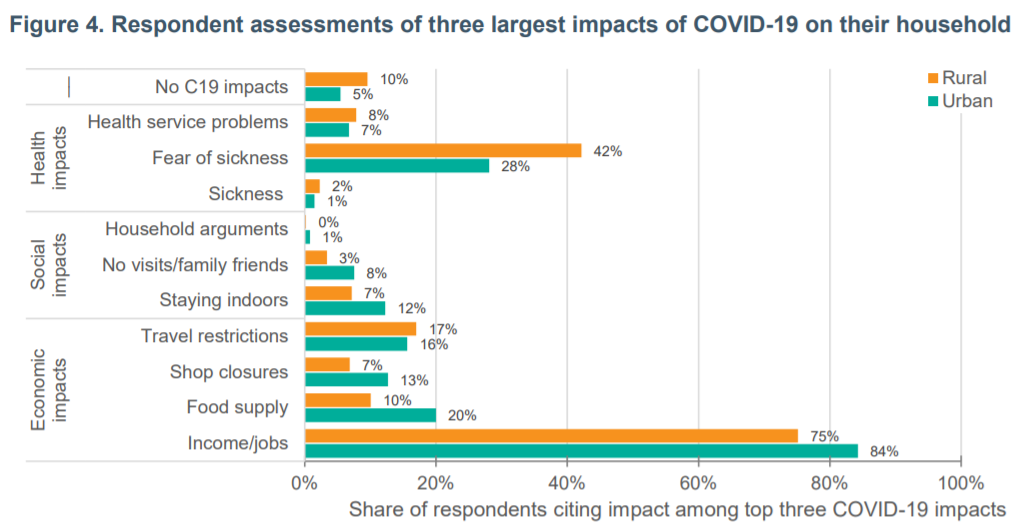 Figure 4. Respondent assessments of three largest impacts of COVID-19 on their household
Rural
Urban
No C19 impacts 10% 5%
Health impacts
Health service problems 8% 7%
Fear of sickness 42% 28%
Sickness 2% 1%
Social impacts
Household arguments 0% 1%
No visits/family friends 3% 8%
Staying indoors 7% 12%
Economic impacts
Travel restrictions 17% 16%
Shop closures 7% 13%
Food supply 10% 20%
Income/jobs 75% 84%
0% 20% 40% 60% 80% 100%
Share of respondents citing impact among top three COVID-19 impacts